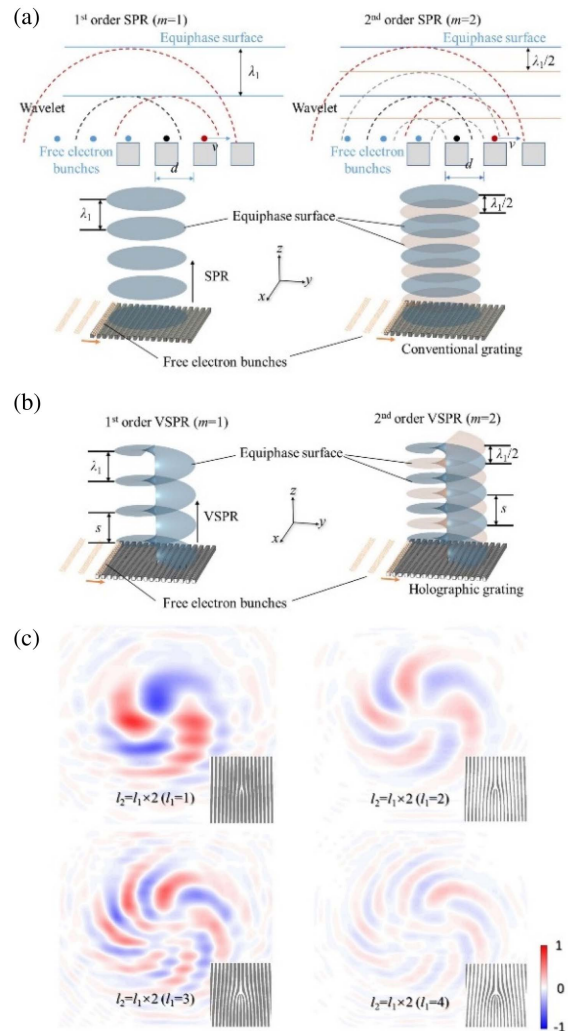 (a)
1st order SPR (m=1)
2nd order SPR (m=2)
Equiphase surface
Equiphase surface
λ1
λ1/2
Wavelet
Wavelet
v
v
Free electron
bunches
Free electron
bunches
d
d
λ1
Equiphase surface
λ1/2
SPR
z
y
x
Free electron bunches
Conventional grating
(b)
1st order VSPR (m=1)
2nd order VSPR (m=2)
λ1
Equiphase surface
λ1/2
s
VSPR
z
y
x
s
Free electron bunches
Holographic grating
(c)
l2=l1×2 (l1=1)
l2=l1×2 (l1=2)
l2=l1×2 (l1=3)
l2=l1×2 (l1=4)
1
0
-1